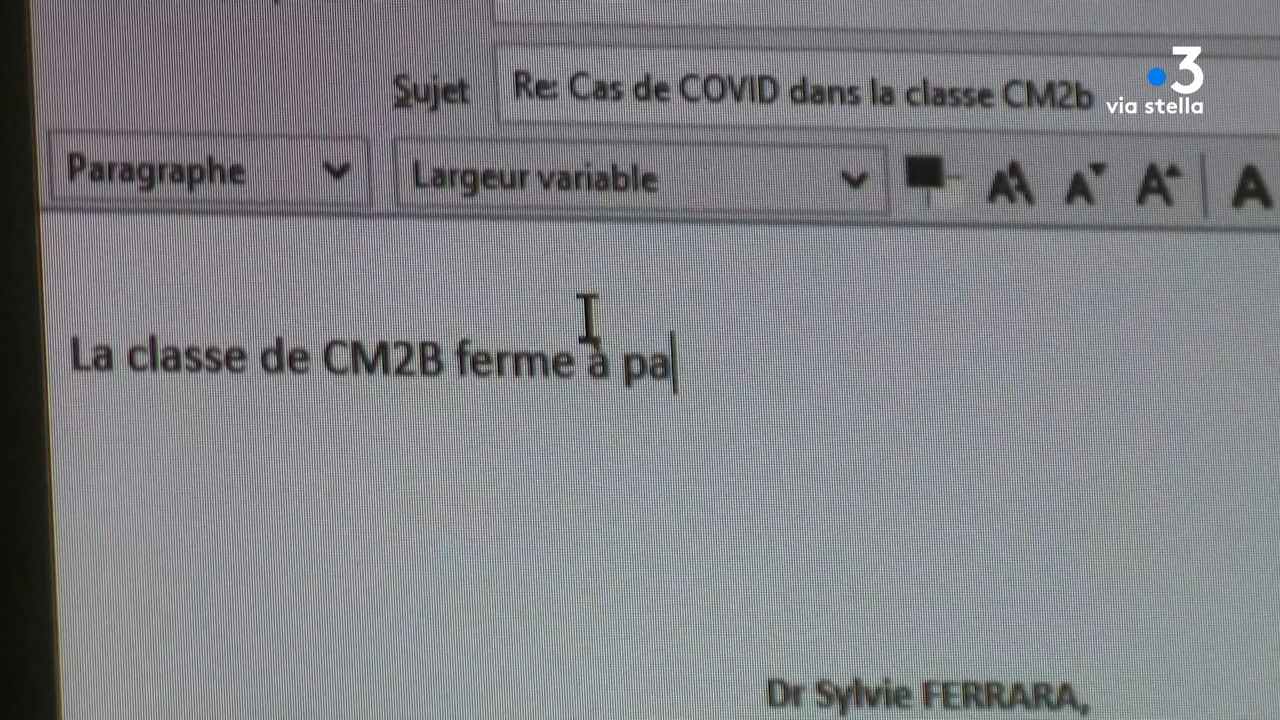 3
via stella
Sujet Re: Cas de COVID dans la classe CM2b
Paragraphe Largeur variable A A A A
La classe de CM2B ferme à pa
Dr Sylvie FERRARA,